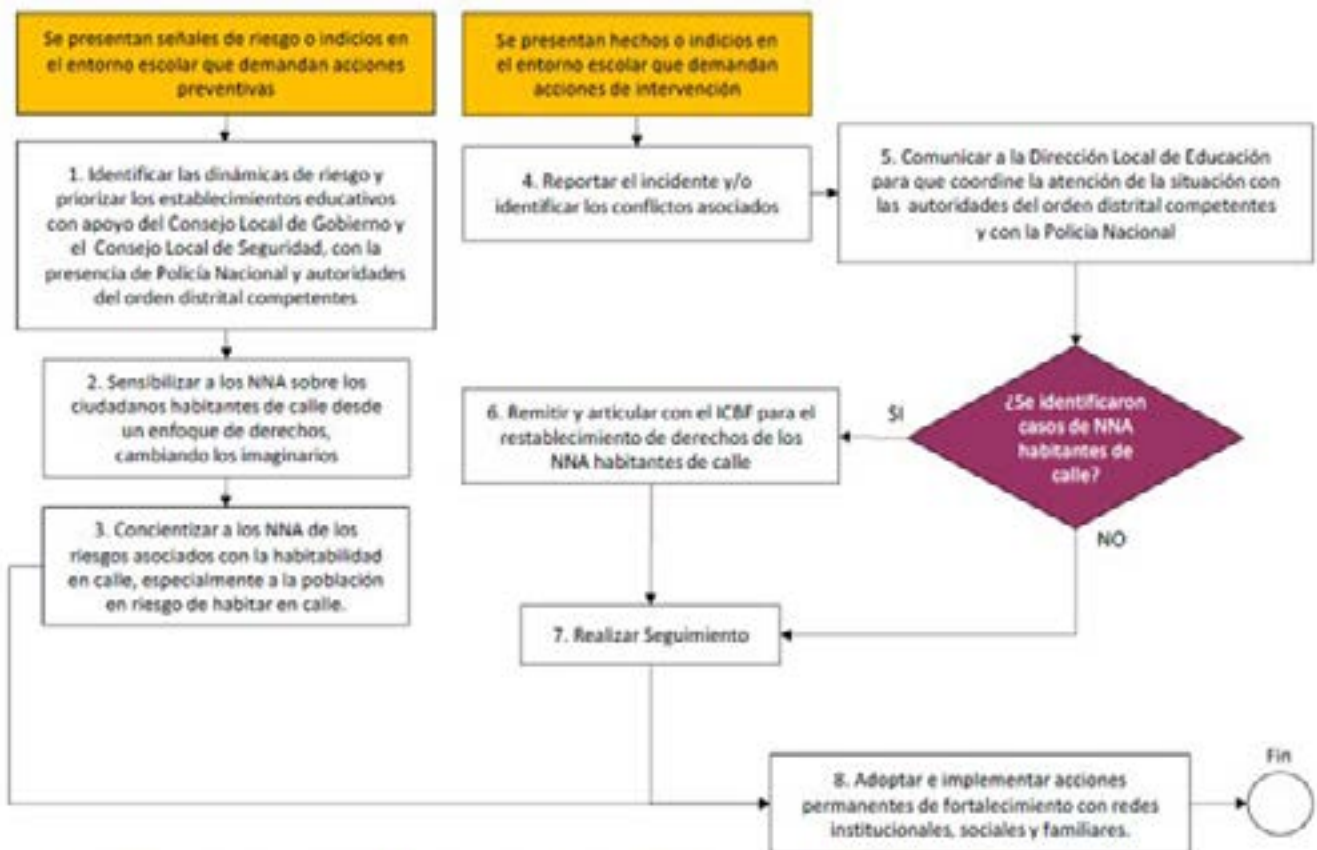 Se presentan señales de riesgo o indicios en
el entorno escolar que demandan acciones
preventivas
Se presentan hechos o indicios en
el entorno escolar que demandan
acciones de intervención
1. Identificar las dinámicas de riesgo y
priorizar los establecimientos educativos
con apoyo del Consejo Local de Gobierno y
el Consejo Local de Seguridad, con la
presencia de Policía Nacional y autoridades
del orden distrital competentes
4. Reportar el incidente y/o
identificar los conflictos asociados
5. Comunicar a la Dirección Local de Educación
para que coordine la atención de la situación con
las autoridades del orden distrital competentes
y con la Policía Nacional
2. Sensibilizar a los NNA sobre los
ciudadanos habitantes de calle desde
un enfoque de derechos,
cambiando los imaginarios
6. Remitir y articular con el ICBF para el
restablecimiento de derechos de los
NNA habitantes de calle
SI
¿Se identificaron
casos de NNA
habitantes de
calle?
NO
3. Concientizar a los NNA de los
riesgos asociados con la habitabilidad
en calle, especialmente a la población
en riesgo de habitar en calle.
7. Realizar Seguimiento
8. Adoptar e implementar acciones
permanentes de fortalecimiento con redes
institucionales, sociales y familiares.
Fin